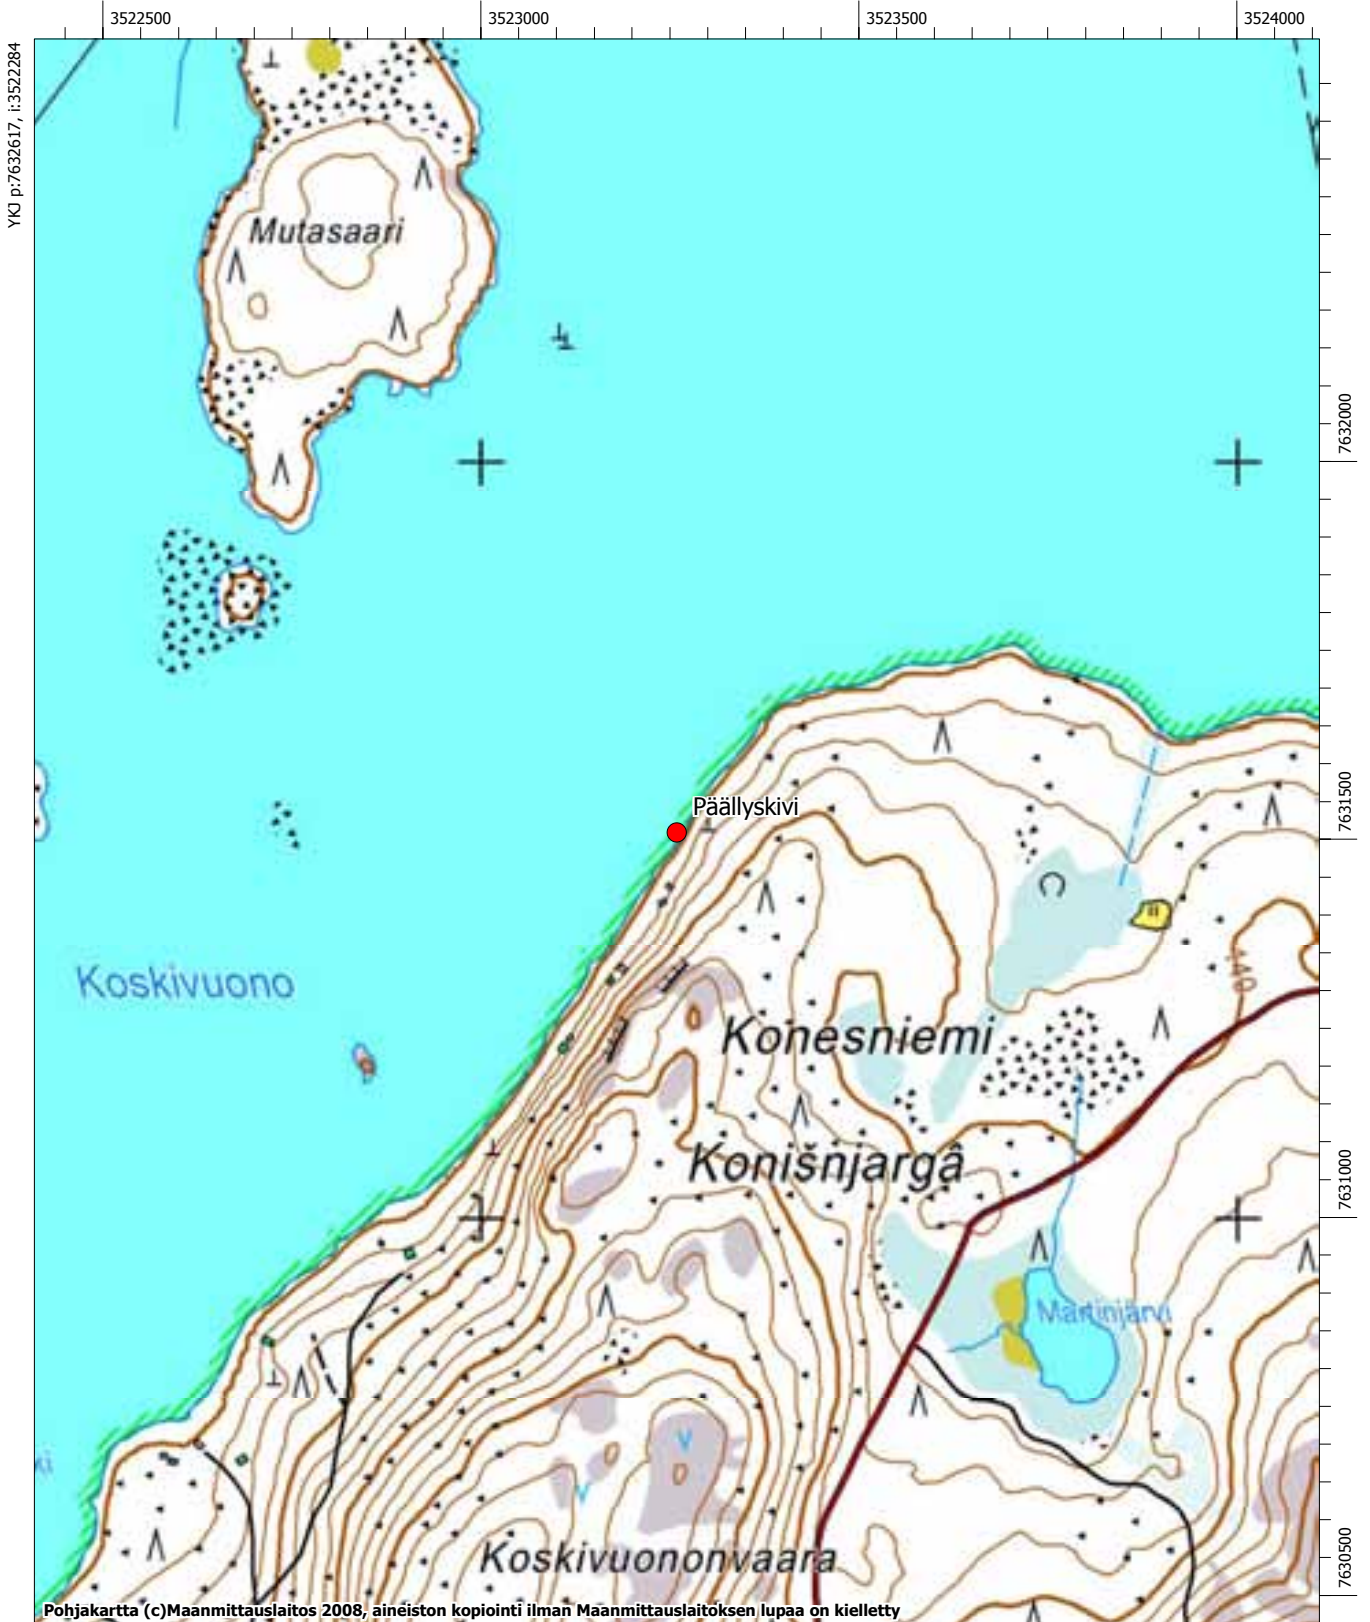 3522500
3523000
3523500
3524000
YKJ p:7632617, i:3522284
Mutasaari
7632000
Päällyskivi
7631500
Koskivuono
140
Konesniemi
Konišnjargâ
7631000
Martinjärvi
Koskivuononvaara
7630500
Pohjakartta (c)Maanmittauslaitos 2008, aineiston kopiointi ilman Maanmittauslaitoksen lupaa on kielletty